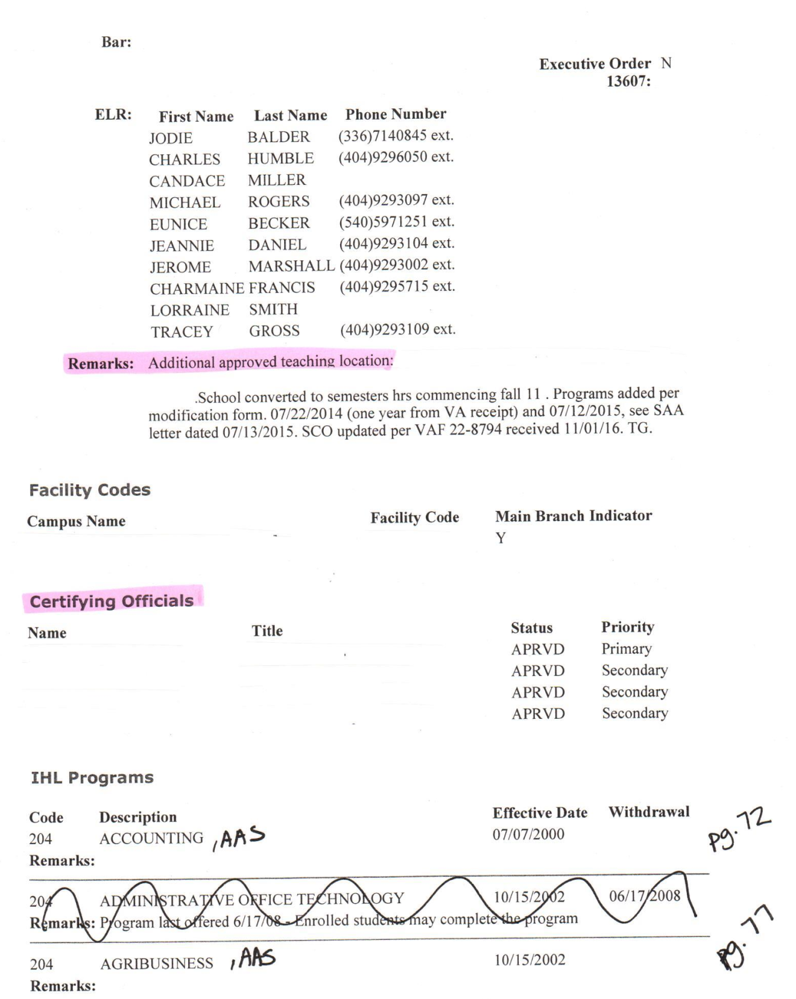 Bar:
Executive Order N
13607:
ELR: First Name Last Name Phone Number
JODIE BALDER (336)7140845 ext.
CHARLES HUMBLE (404)9296050 ext.
CANDACE MILLER
MICHAEL ROGERS (404)9293097 ext.
EUNICE BECKER (540)5971251 ext.
JEANNIE DANIEL (404)9293104 ext.
JEROME MARSHALL (404)9293002 ext.
CHARMAINE FRANCIS (404)9295715 ext.
LORRAINE SMITH
TRACEY GROSS (404)9293109 ext.
Remarks: Additional approved teaching location:
.School converted to semesters hrs commencing fall 11 . Programs added per
modification form. 07/22/2014 (one year from VA receipt) and 07/12/2015, see SAA
letter dated 07/13/2015. SCO updated per VAF 22-8794 received 11/01/16. TG.
Facility Codes
Campus Name Facility Code Main Branch Indicator
Y
Certifying Officials
Name Title Status Priority
APRVD Primary
APRVD Secondary
APRVD Secondary
APRVD Secondary
IHL Programs
Code Description Effective Date Withdrawal
204 ACCOUNTING , AAS 07/07/2000 pg. 72
Remarks:
204 ADMINISTRATIVE OFFICE TECHNOLOGY 10/15/2002 06/17/2008
Remarks: Program last offered 6/17/08 - Enrolled students may complete the program
204 AGRIBUSINESS , AAS 10/15/2002 pg. 77
Remarks: